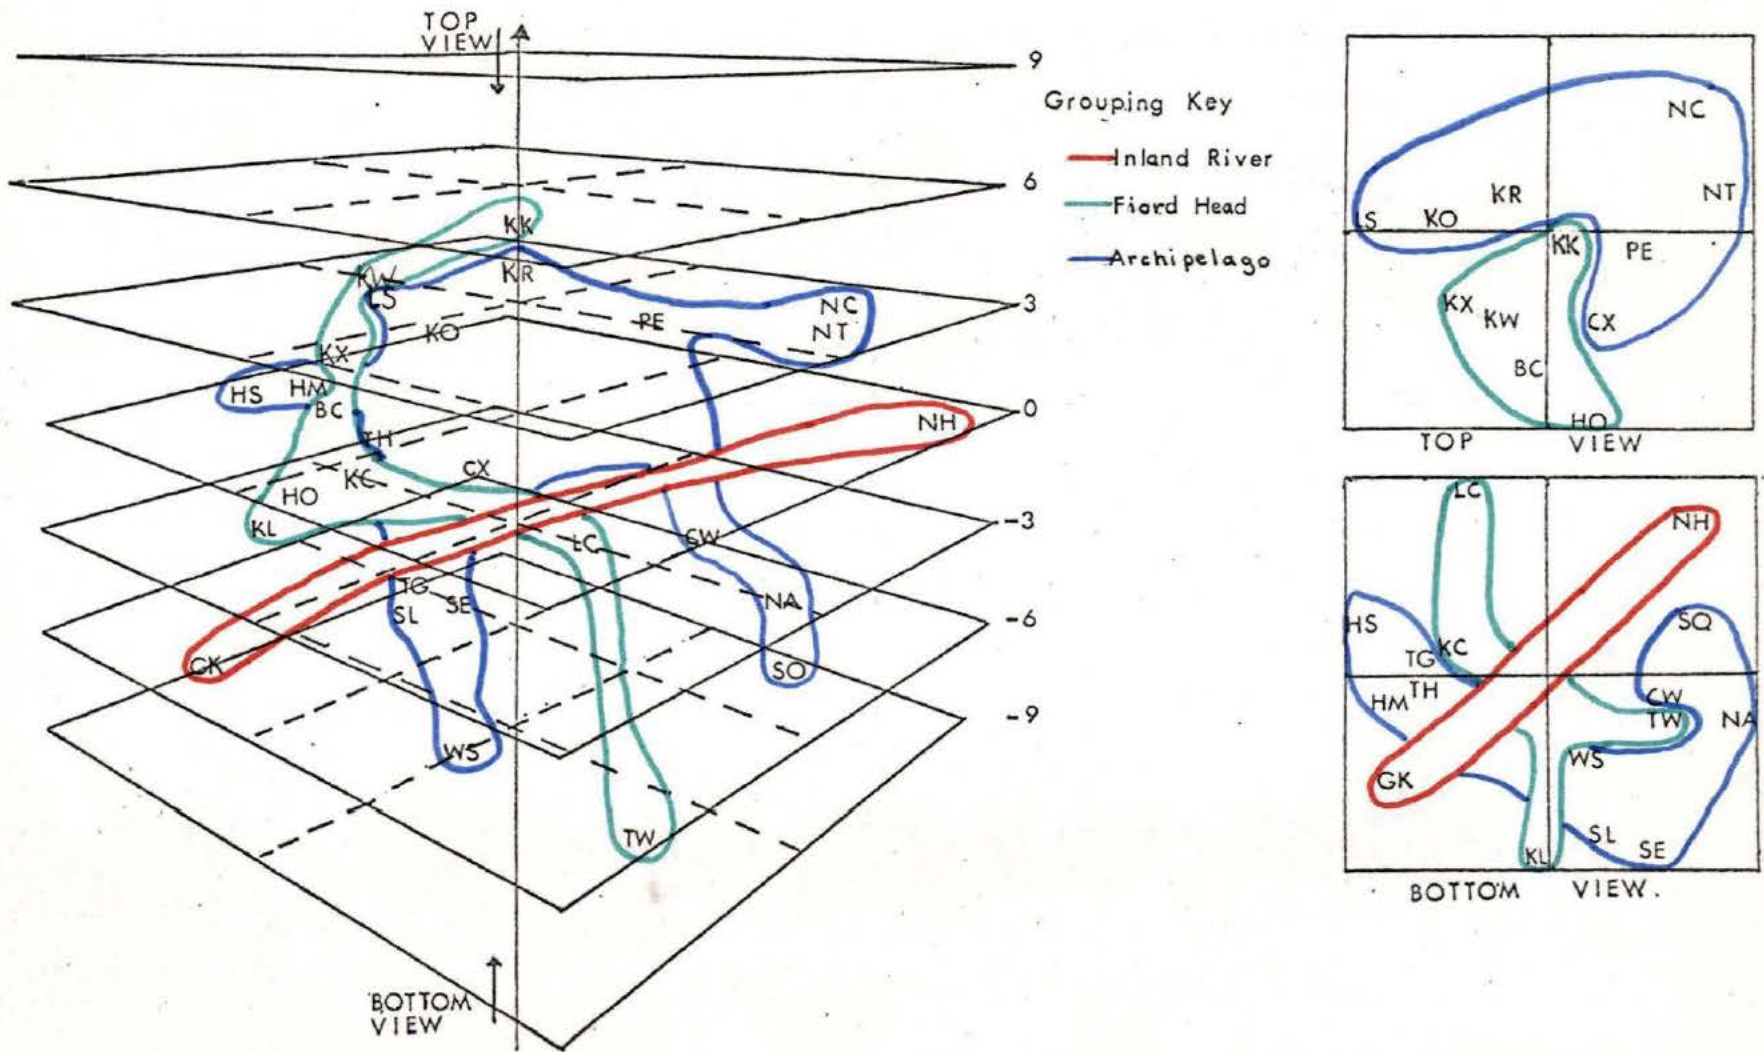 TOP
VIEW
9
Grouping Key
Inland River
Fiord Head
Archipelago
6
KK
KW
LS
KR
3
NC
NT
PE
KO
KX
HS
HM
BC
0
NH
TH
CX
KC
HO
KL
-3
LC
CW
TG
SL
SE
NA
-6
GK
SO
-9
WS
TW
BOTTOM
VIEW
NC
KR
NT
LS
KO
KK
PE
KX
KW
CX
BC
HO
TOP VIEW
LC
NH
HS
SQ
KC
TG
TH
HM
CW
TW
NA
WS
GK
SL
SE
KL
BOTTOM VIEW.